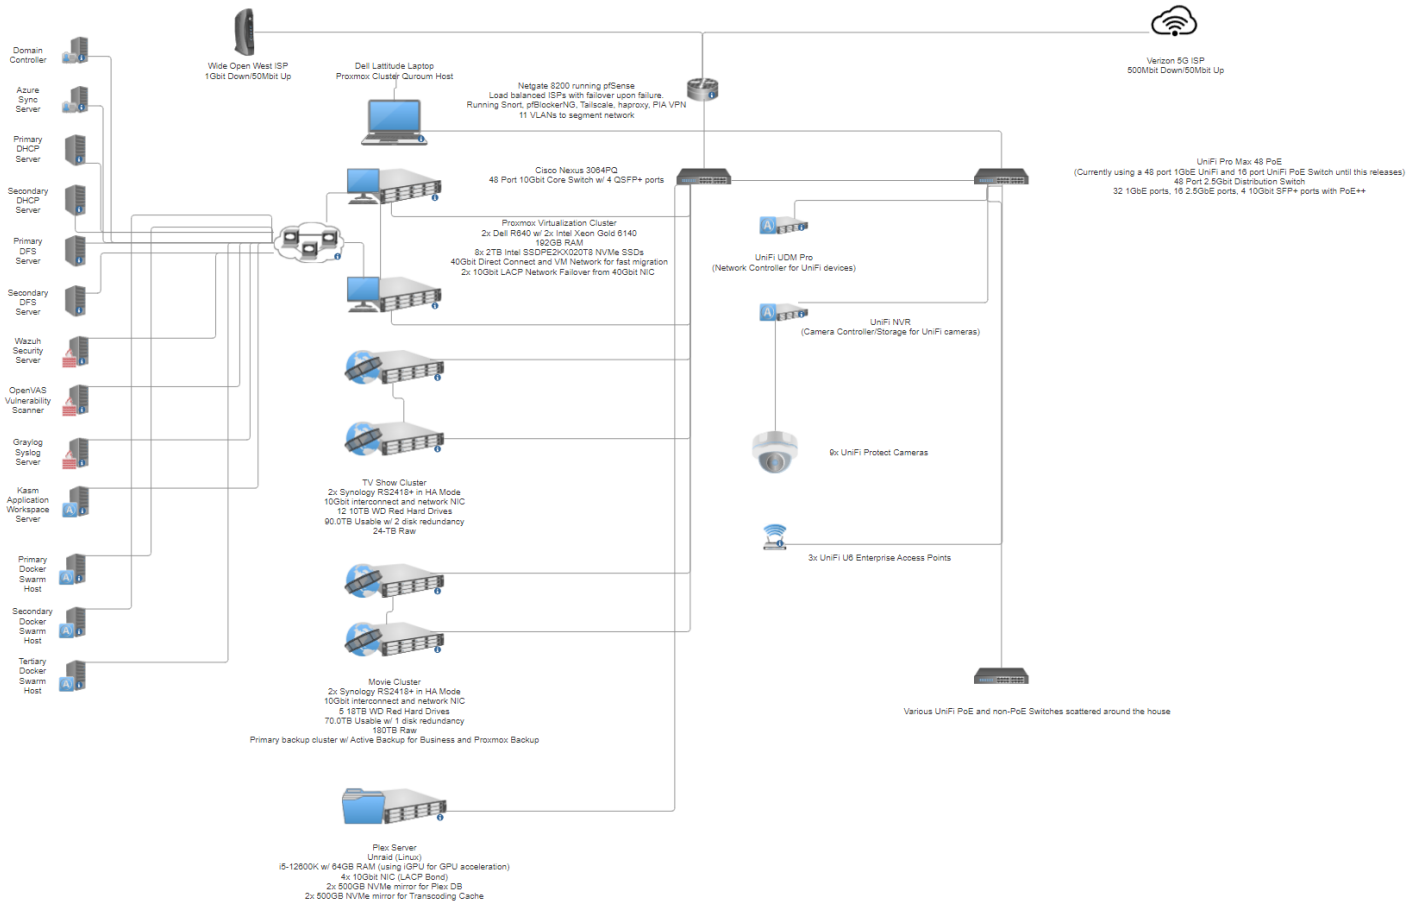 Wide Open West ISP
1Gbit Down/50Mbit Up
Verizon 5G ISP
500Mbit Down/50Mbit Up
Dell Lattitude Laptop
Proxmox Cluster Quroum Host
Netgate 8200 running pfSense
Load balanced ISPs with failover upon failure.
Running Snort, pfBlockerNG, Tailscale, haproxy, PIA VPN
11 VLANs to segment network
Domain
Controller
Azure
Sync
Server
Primary
DHCP
Server
Secondary
DHCP
Server
Primary
DFS
Server
Secondary
DFS
Server
Wazuh
Security
Server
OpenVAS
Vulnerability
Scanner
Graylog
Syslog
Server
Kasm
Application
Workspace
Server
Primary
Docker
Swarm
Host
Secondary
Docker
Swarm
Host
Tertiary
Docker
Swarm
Host
Cisco Nexus 3064PQ
48 Port 10Gbit Core Switch w/ 4 QSFP+ ports
Proxmox Virtualization Cluster
2x Dell R640 w/ 2x Intel Xeon Gold 6140
192GB RAM
8x 2TB Intel SSDPE2KX020T8 NVMe SSDs
40Gbit Direct Connect and VM Network for fast migration
2x 10Gbit LACP Network Failover from 40Gbit NIC
UniFi Pro Max 48 PoE
(Currently using a 48 port 1GbE UniFi and 16 port UniFi PoE Switch until this releases)
48 Port 2.5Gbit Distribution Switch
32 1GbE ports, 16 2.5GbE ports, 4 10Gbit SFP+ ports with PoE++
UniFi UDM Pro
(Network Controller for UniFi devices)
UniFi NVR
(Camera Controller/Storage for UniFi cameras)
9x UniFi Protect Cameras
3x UniFi U6 Enterprise Access Points
Various UniFi PoE and non-PoE Switches scattered around the house
TV Show Cluster
2x Synology RS2418+ in HA Mode
10Gbit interconnect and network NIC
12 10TB WD Red Hard Drives
90.0TB Usable w/ 2 disk redundancy
24-TB Raw
Movie Cluster
2x Synology RS2418+ in HA Mode
10Gbit interconnect and network NIC
5 18TB WD Red Hard Drives
70.0TB Usable w/ 1 disk redundancy
180TB Raw
Primary backup cluster w/ Active Backup for Business and Proxmox Backup
Plex Server
Unraid (Linux)
i5-12600K w/ 64GB RAM (using iGPU for GPU acceleration)
4x 10Gbit NIC (LACP Bond)
2x 500GB NVMe mirror for Plex DB
2x 500GB NVMe mirror for Transcoding Cache